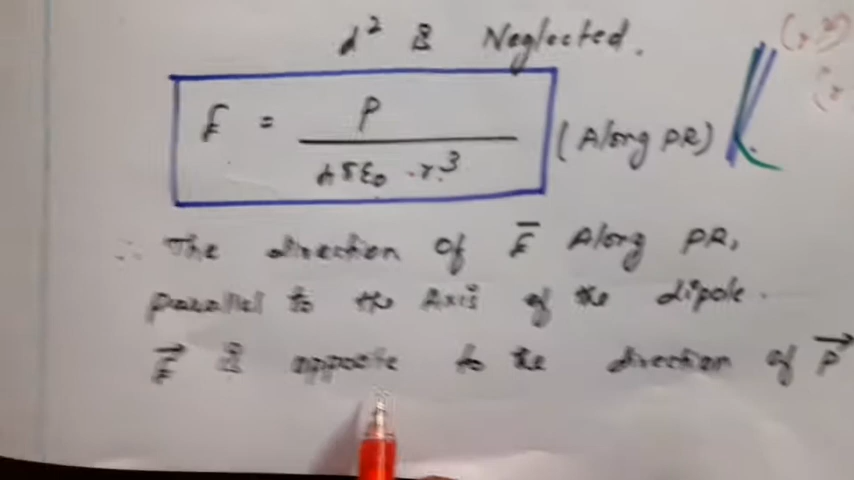 d² is Neglected.
E = P / 4πε₀ .r³ (Along PR)
∴ The direction of E̅ Along PR,
parallel to the Axis of the dipole.
E⃗ is opposite to the direction of P⃗